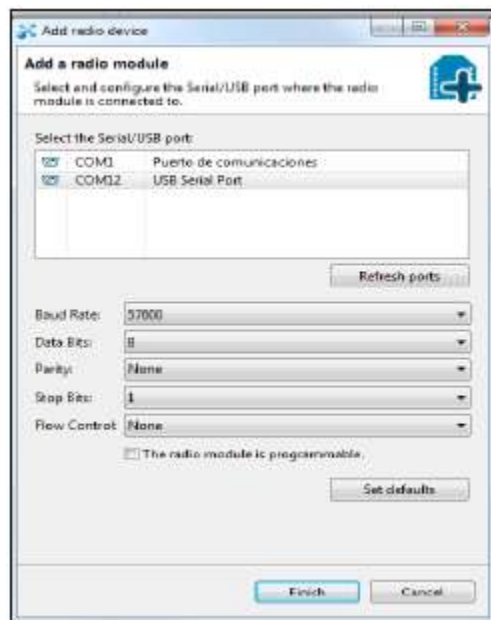 Add radio device
Add a radio module
Select and configure the Serial/USB port where the radio
module is connected to.
Select the Serial/USB port:
COM1 Puerto de comunicaciones
COM12 USB Serial Port
Refresh ports
Baud Rate: 57600
Data Bits: 8
Parity: None
Stop Bits: 1
Flow Control: None
The radio module is programmable.
Set defaults
Finish Cancel